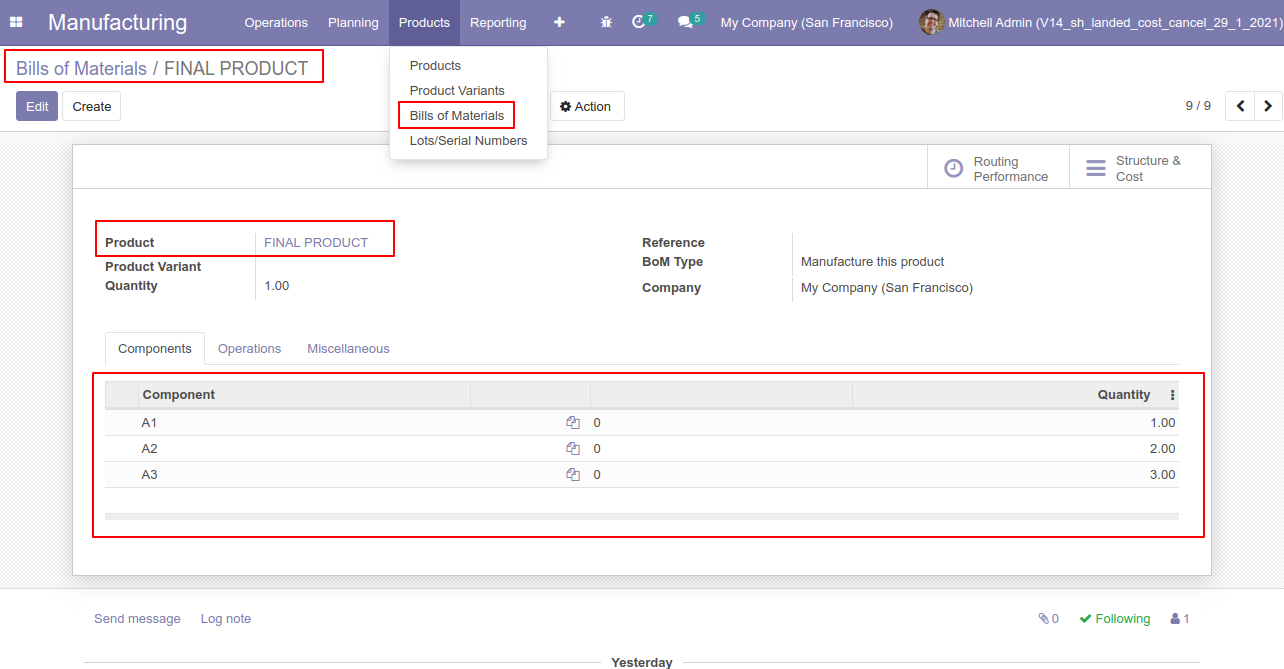 Manufacturing Operations Planning Products Reporting 7 5 My Company (San Francisco) Mitchell Admin (V14_sh_landed_cost_cancel_29_1_2021)
Bills of Materials / FINAL PRODUCT
Products
Product Variants
Bills of Materials
Lots/Serial Numbers
Edit Create Action 9 / 9
Routing Performance
Structure & Cost
Product FINAL PRODUCT
Product Variant
Quantity 1.00
Reference
BoM Type Manufacture this product
Company My Company (San Francisco)
Components Operations Miscellaneous
Component Quantity
A1 0 1.00
A2 0 2.00
A3 0 3.00
Send message Log note 0 Following 1
Yesterday